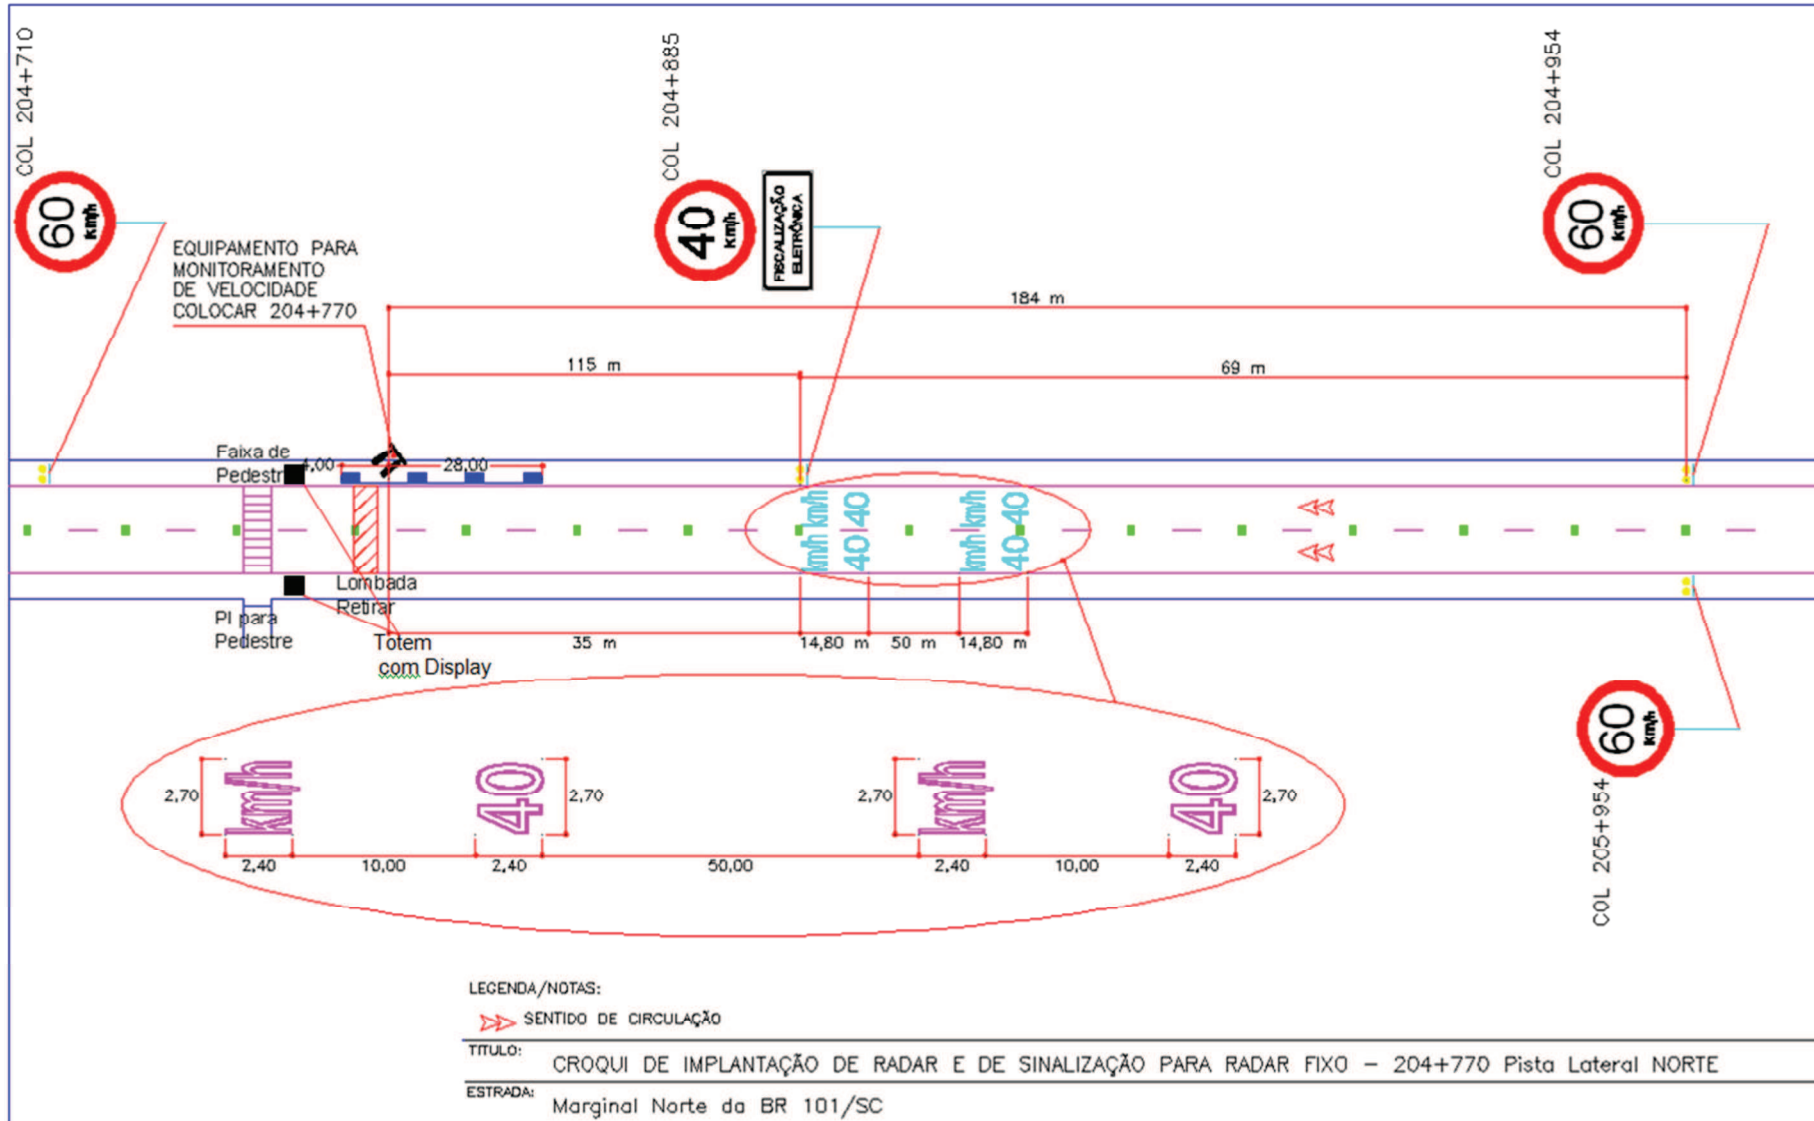 COL 204+710
60
km/h
EQUIPAMENTO PARA
MONITORAMENTO
DE VELOCIDADE
COLOCAR 204+770
COL 204+885
40
km/h
FISCALIZAÇÃO
ELETRÔNICA
COL 204+954
60
km/h
184 m
115 m
69 m
Faixa de
Pedestr
4,00
28,00
km/h km/h
40 40
km/h km/h
40 40
Lombada
Retirar
PI para
Pedestre
Totem
com Display
35 m
14,80 m
50 m
14,80 m
60
km/h
COL 205+954
2,70
km/h
40
2,70
2,70
km/h
40
2,70
2,40
10,00
2,40
50,00
2,40
10,00
2,40
LEGENDA/NOTAS:
SENTIDO DE CIRCULAÇÃO
TITULO: CROQUI DE IMPLANTAÇÃO DE RADAR E DE SINALIZAÇÃO PARA RADAR FIXO - 204+770 Pista Lateral NORTE
ESTRADA: Marginal Norte da BR 101/SC